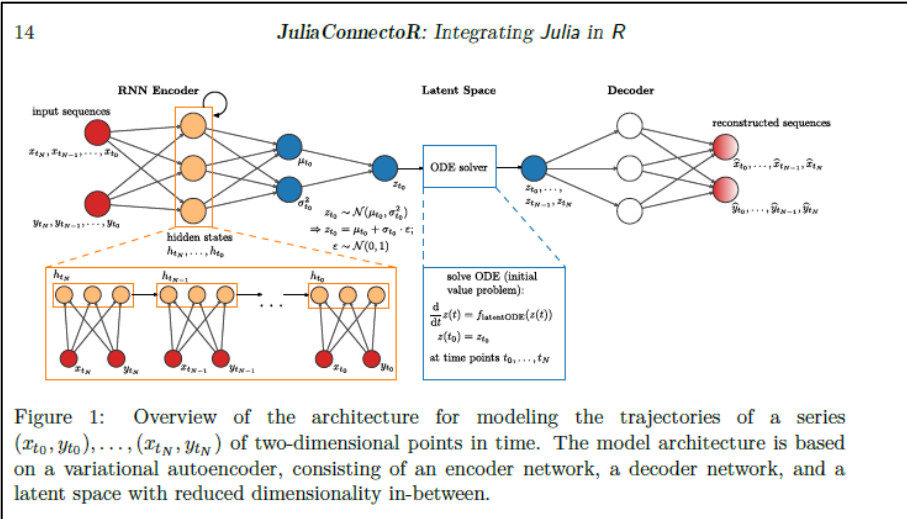 14
JuliaConnectoR: Integrating Julia in R
RNN Encoder
Latent Space
Decoder
input sequences
x_{t_N}, x_{t_{N−1}}, . . . , x_{t_0}
y_{t_N}, y_{t_{N−1}}, . . . , y_{t_0}
hidden states
h_{t_N}, . . . , h_{t_0}
μ_{t_0}
σ²_{t_0}
z_{t_0}
z_{t_0} ∼ N(μ_{t_0}, σ²_{t_0})
⇒ z_{t_0} = μ_{t_0} + σ_{t_0} · ε;
ε ∼ N(0, 1)
ODE solver
z_{t_0}, . . . ,
z_{t_{N−1}}, z_{t_N}
reconstructed sequences
x̂_{t_0}, . . . , x̂_{t_{N−1}}, x̂_{t_N}
ŷ_{t_0}, . . . , ŷ_{t_{N−1}}, ŷ_{t_N}
h_{t_N}
h_{t_{N−1}}
. . .
h_{t_0}
x_{t_N}
y_{t_N}
x_{t_{N−1}}
y_{t_{N−1}}
x_{t_0}
y_{t_0}
solve ODE (initial
value problem):
d/dt z(t) = f_{latentODE}(z(t))
z(t_0) = z_{t_0}
at time points t_0, . . . , t_N
Figure 1: Overview of the architecture for modeling the trajectories of a series
(x_{t_0}, y_{t_0}), . . . , (x_{t_N}, y_{t_N}) of two-dimensional points in time. The model architecture is based
on a variational autoencoder, consisting of an encoder network, a decoder network, and a
latent space with reduced dimensionality in-between.